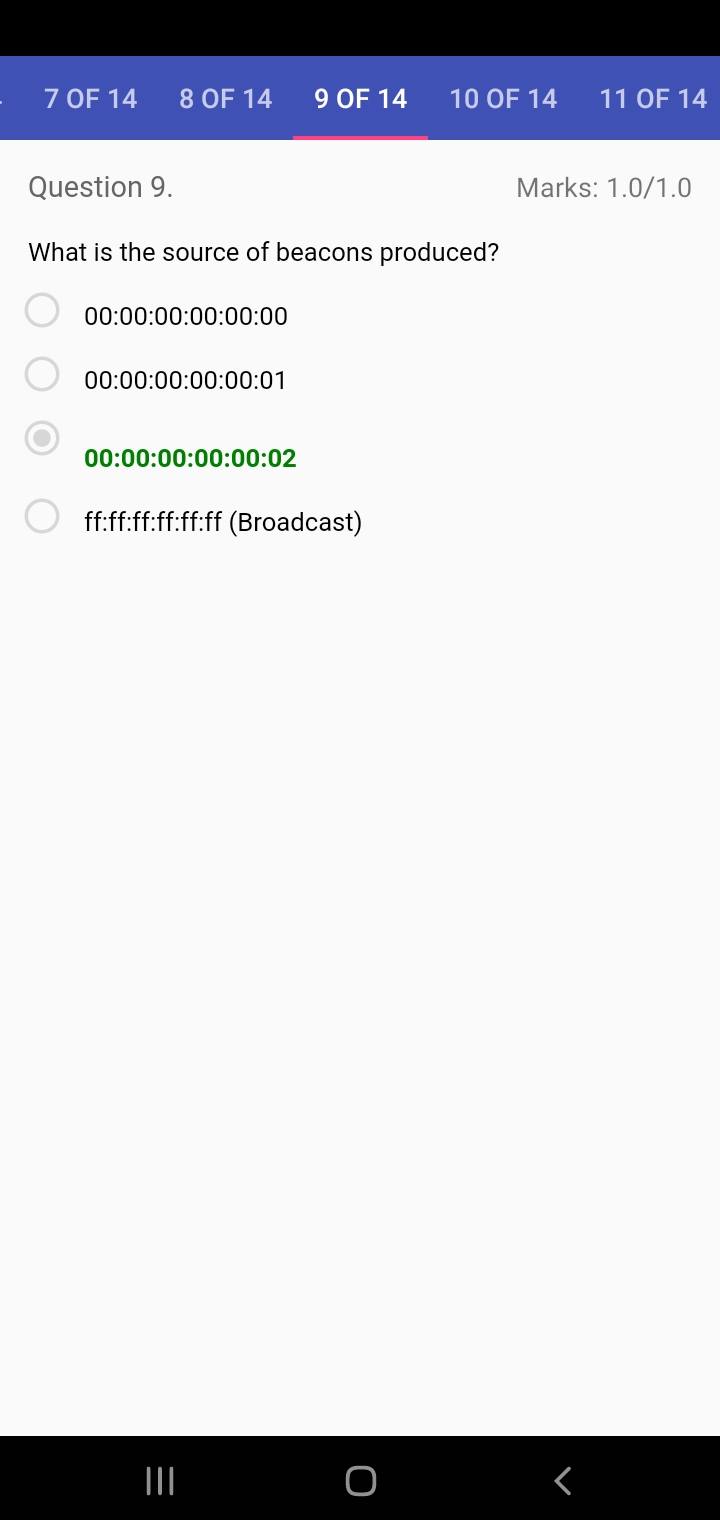 7 OF 14 8 OF 14 9 OF 14 10 OF 14 11 OF 14
Question 9. Marks: 1.0/1.0
What is the source of beacons produced?
00:00:00:00:00:00
00:00:00:00:00:01
00:00:00:00:00:02
ff:ff:ff:ff:ff:ff (Broadcast)